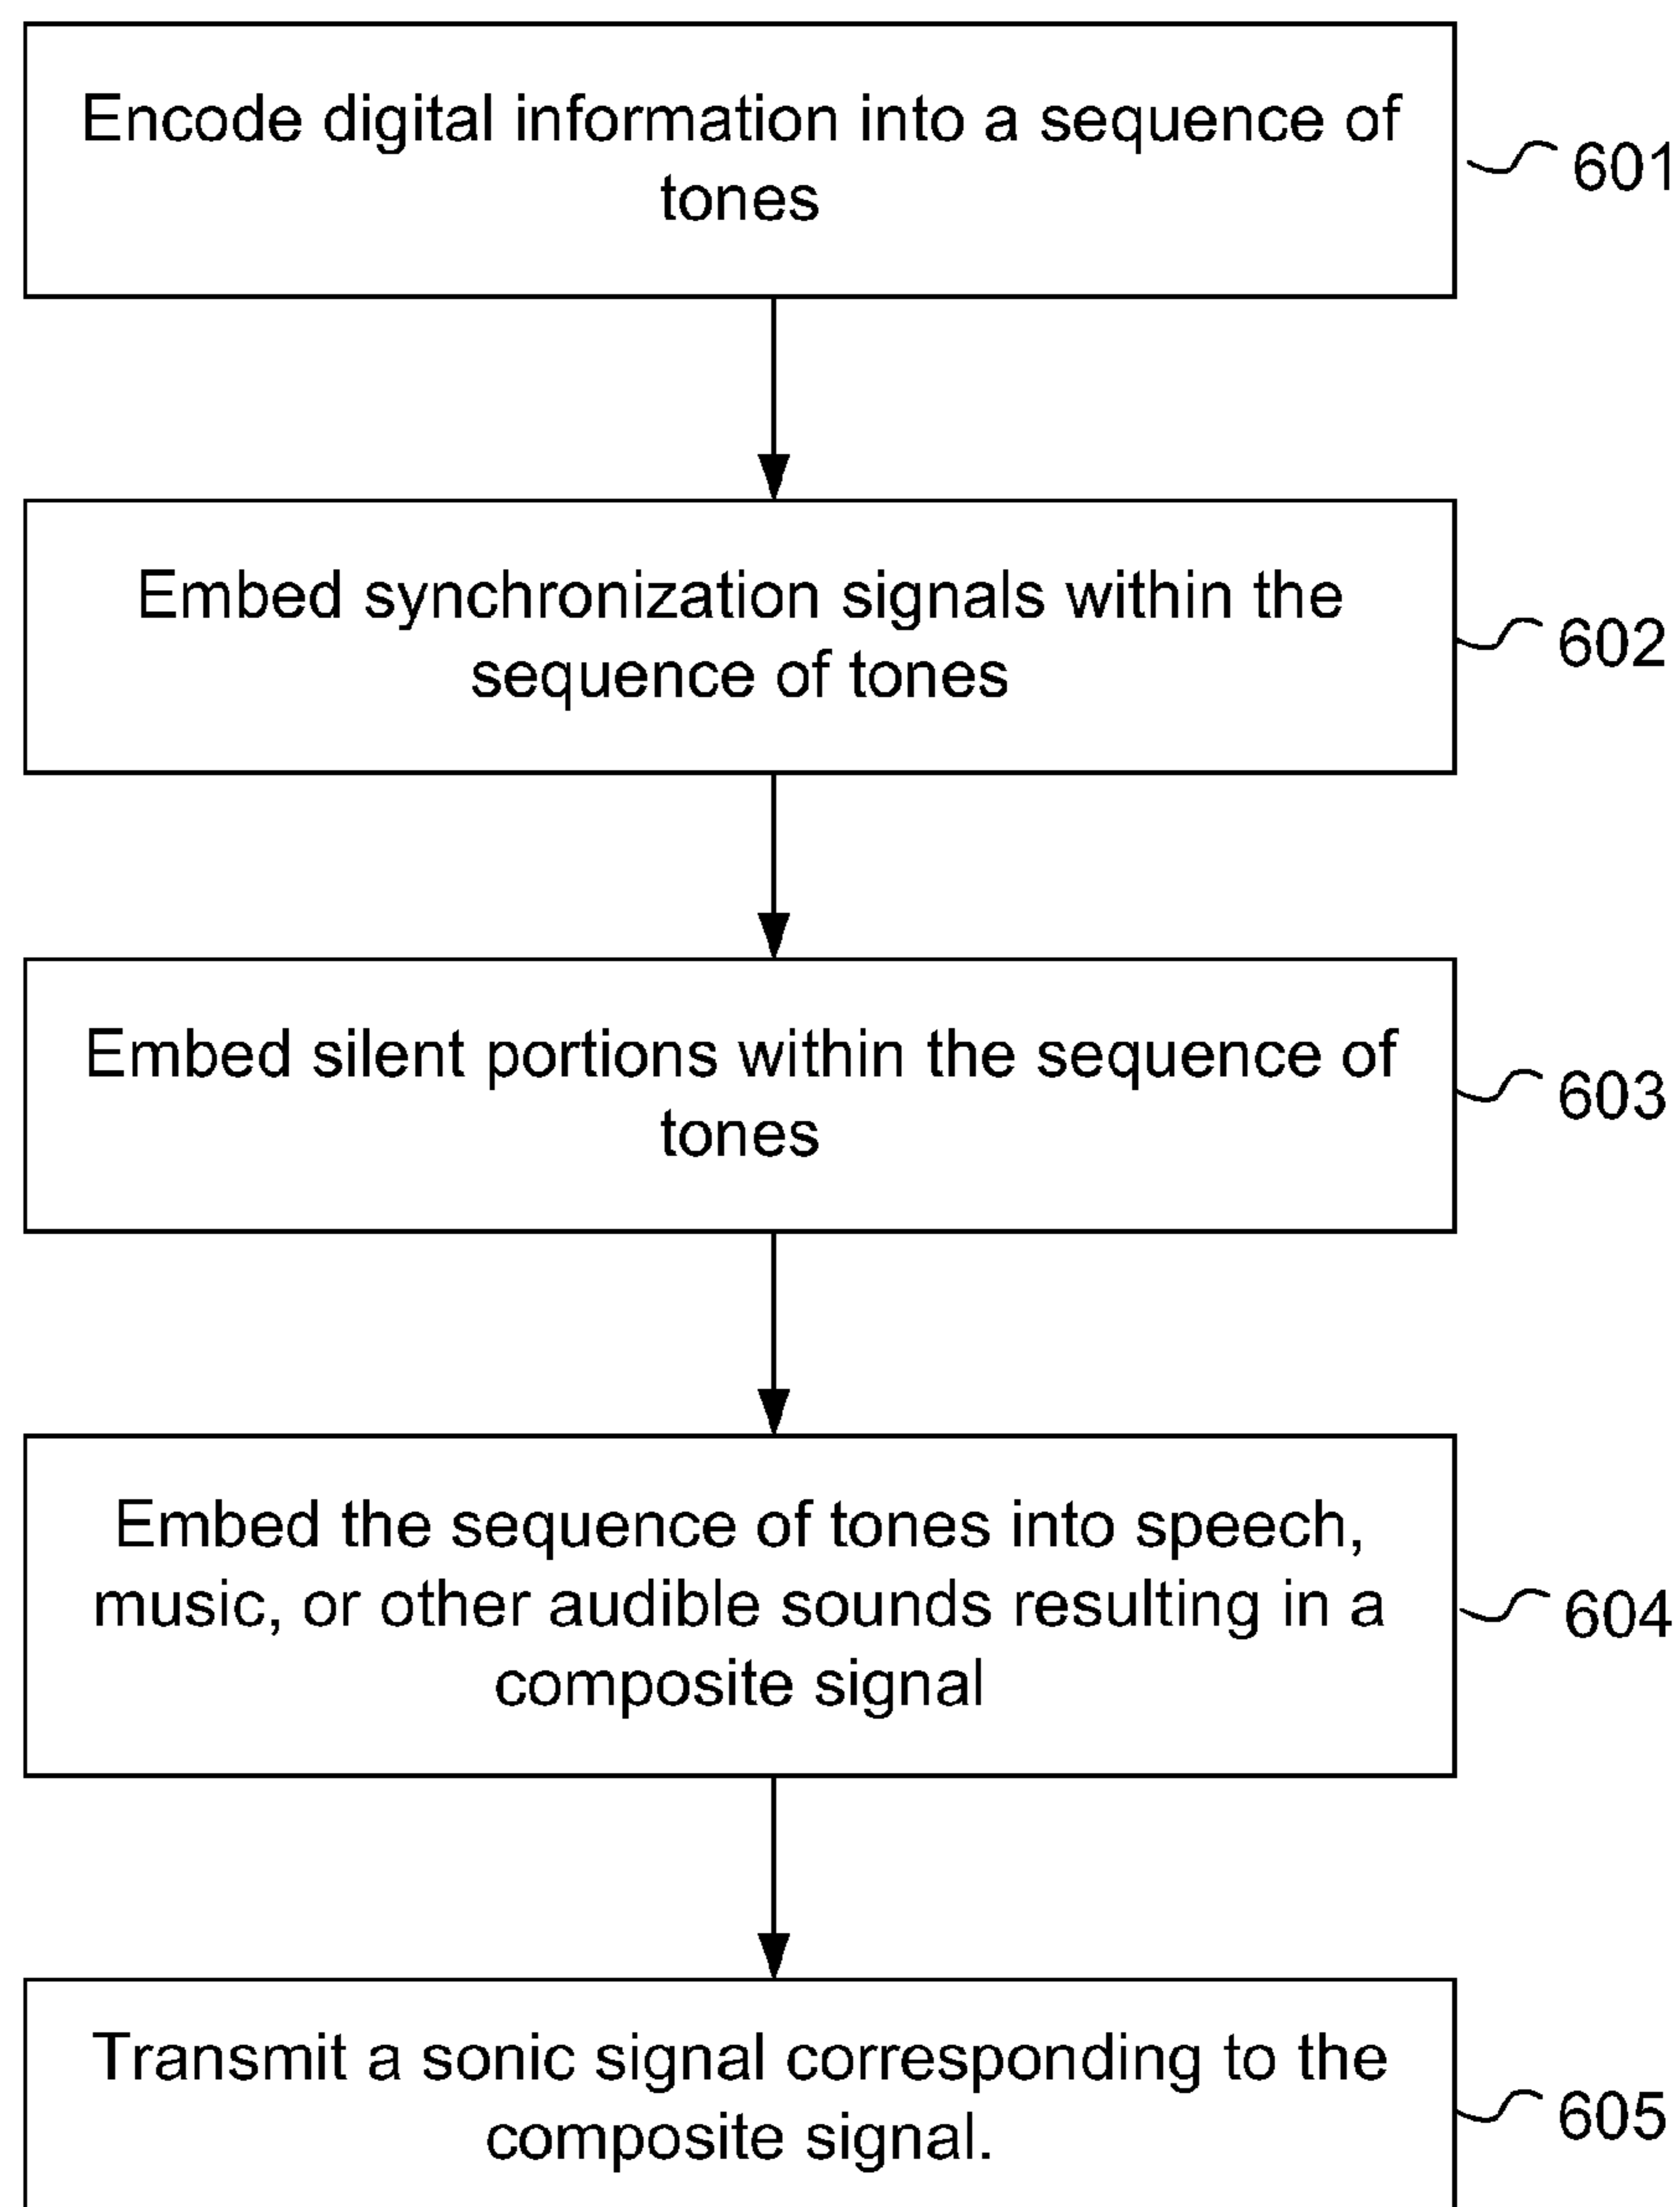 Encode digital information into a sequence of
tones
601
Embed synchronization signals within the
sequence of tones
602
Embed silent portions within the sequence of
tones
603
Embed the sequence of tones into speech,
music, or other audible sounds resulting in a
composite signal
604
Transmit a sonic signal corresponding to the
composite signal.
605